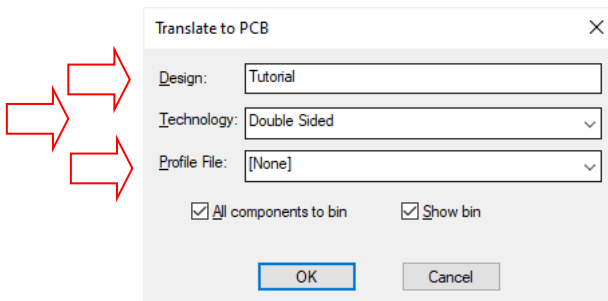 Translate to PCB
Design: Tutorial
Technology: Double Sided
Profile File: [None]
All components to bin Show bin
OK Cancel